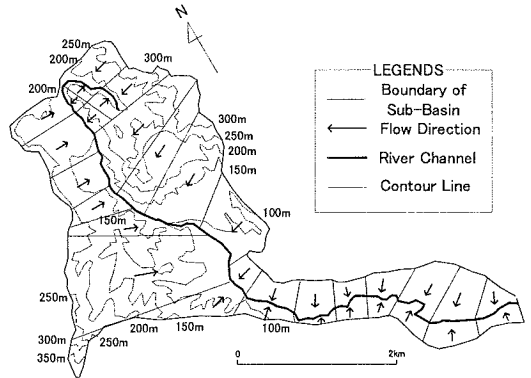 N
250m
200m
300m
200m
300m
250m
200m
150m
100m
150m
250m
300m
350m
250m
200m
150m
100m
LEGENDS
Boundary of
Sub-Basin
Flow Direction
River Channel
Contour Line
0 2km